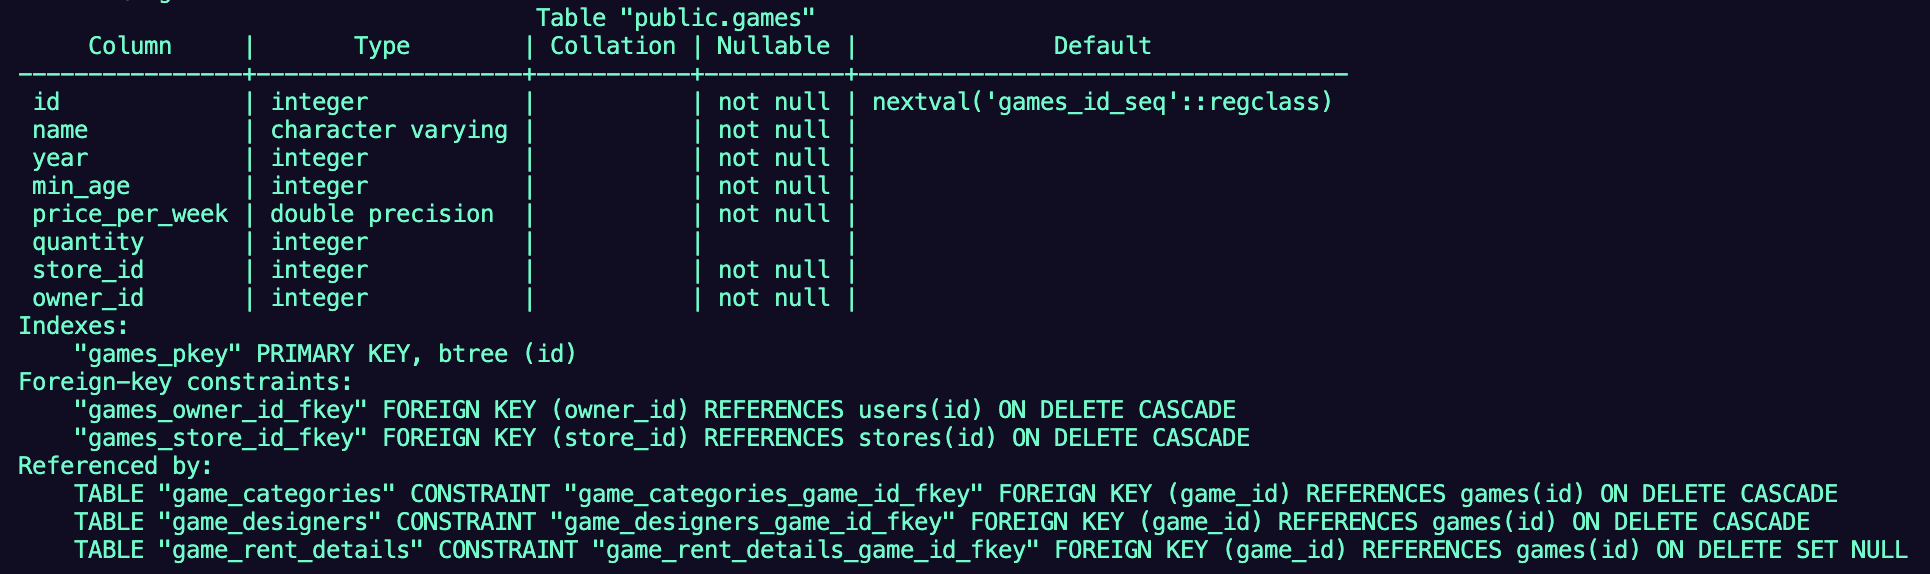 Table "public.games"
Column | Type | Collation | Nullable | Default
----------------+-------------------+-----------+----------+-----------------------------------
id | integer | | not null | nextval('games_id_seq'::regclass)
name | character varying | | not null |
year | integer | | not null |
min_age | integer | | not null |
price_per_week | double precision | | not null |
quantity | integer | | |
store_id | integer | | not null |
owner_id | integer | | not null |
Indexes:
"games_pkey" PRIMARY KEY, btree (id)
Foreign-key constraints:
"games_owner_id_fkey" FOREIGN KEY (owner_id) REFERENCES users(id) ON DELETE CASCADE
"games_store_id_fkey" FOREIGN KEY (store_id) REFERENCES stores(id) ON DELETE CASCADE
Referenced by:
TABLE "game_categories" CONSTRAINT "game_categories_game_id_fkey" FOREIGN KEY (game_id) REFERENCES games(id) ON DELETE CASCADE
TABLE "game_designers" CONSTRAINT "game_designers_game_id_fkey" FOREIGN KEY (game_id) REFERENCES games(id) ON DELETE CASCADE
TABLE "game_rent_details" CONSTRAINT "game_rent_details_game_id_fkey" FOREIGN KEY (game_id) REFERENCES games(id) ON DELETE SET NULL